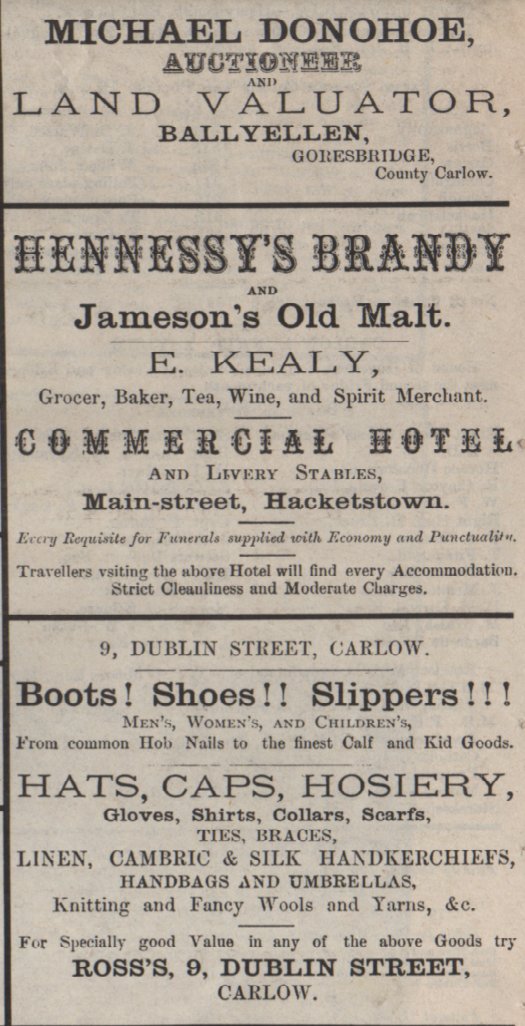 MICHAEL DONOHOE,
AUCTIONEER
AND
LAND VALUATOR,
BALLYELLEN,
GORESBRIDGE,
County Carlow.
HENNESSY'S BRANDY
AND
Jameson's Old Malt.
E. KEALY,
Grocer, Baker, Tea, Wine, and Spirit Merchant.
COMMERCIAL HOTEL
AND LIVERY STABLES,
Main-street, Hacketstown.
Every Requisite for Funerals supplied with Economy and Punctuality.
Travellers vsiting the above Hotel will find every Accommodation.
Strict Cleanliness and Moderate Charges.
9, DUBLIN STREET, CARLOW.
Boots! Shoes!! Slippers!!!
MEN'S, WOMEN'S, AND CHILDREN'S,
From common Hob Nails to the finest Calf and Kid Goods.
HATS, CAPS, HOSIERY,
Gloves, Shirts, Collars, Scarfs,
TIES, BRACES,
LINEN, CAMBRIC & SILK HANDKERCHIEFS,
HANDBAGS AND UMBRELLAS,
Knitting and Fancy Wools and Yarns, &c.
For Specially good Value in any of the above Goods try
ROSS'S, 9, DUBLIN STREET,
CARLOW.